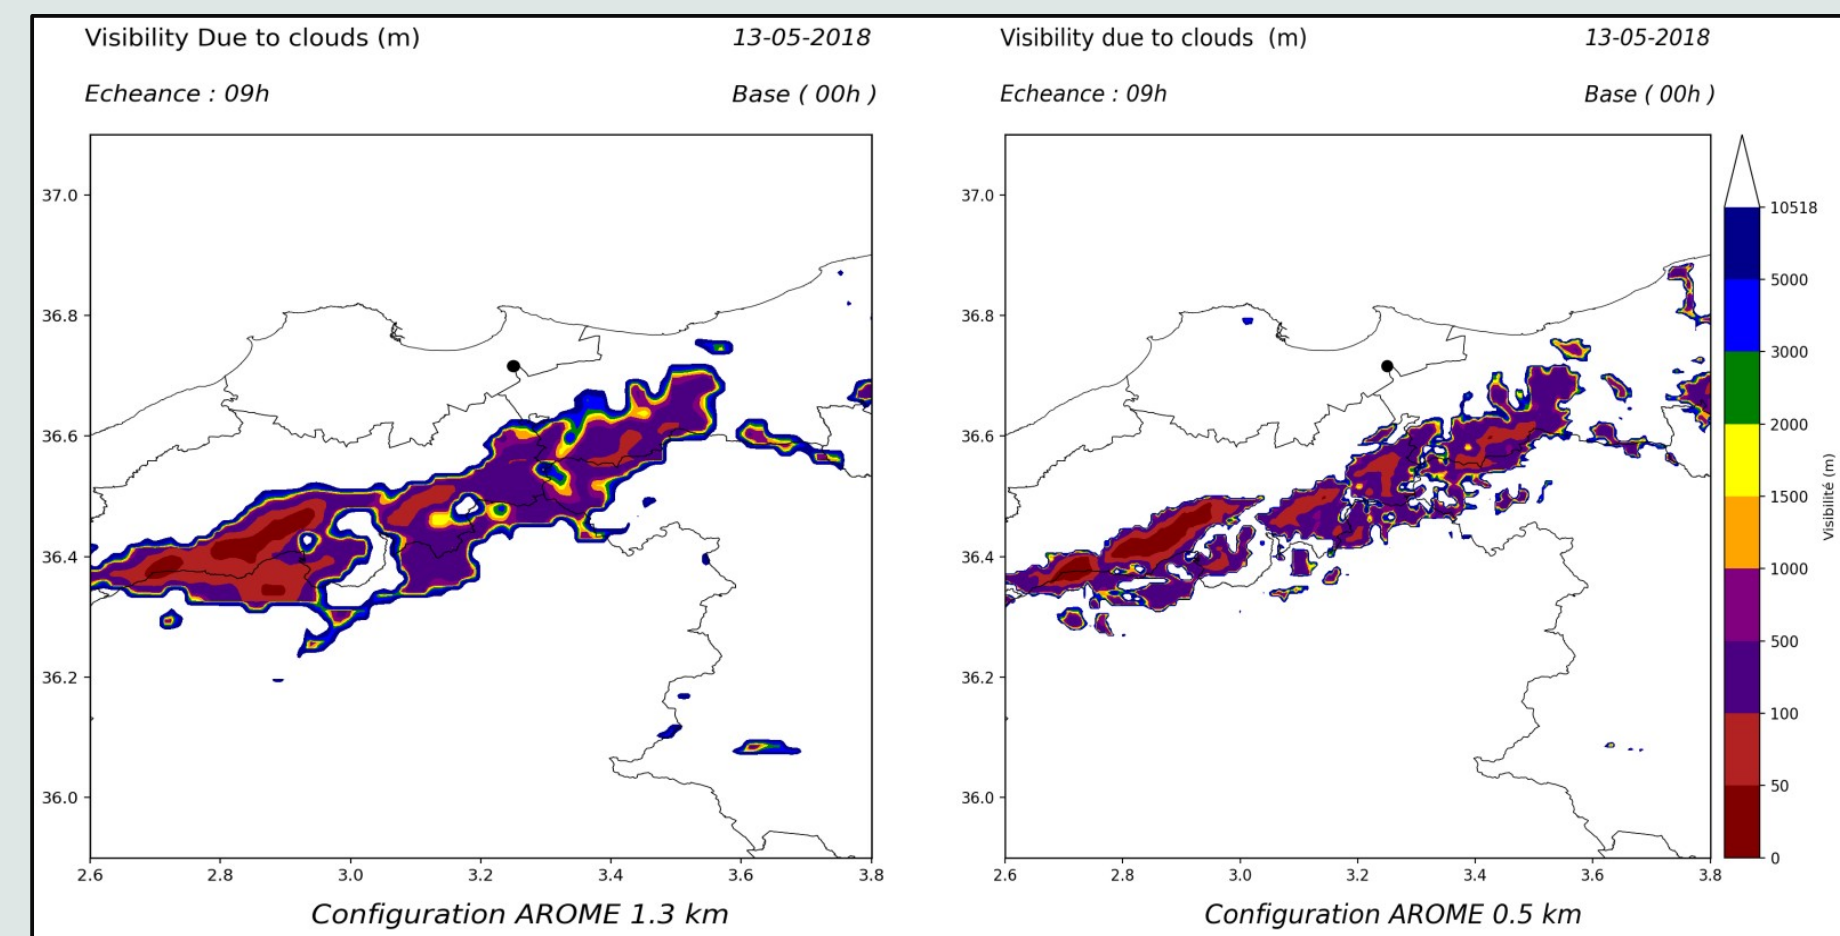 Visibility Due to clouds (m) 13-05-2018
Echeance : 09h Base ( 00h )
37.0
36.8
36.6
36.4
36.2
36.0
2.6 2.8 3.0 3.2 3.4 3.6 3.8
Configuration AROME 1.3 km
Visibility due to clouds (m) 13-05-2018
Echeance : 09h Base ( 00h )
37.0
36.8
36.6
36.4
36.2
36.0
2.6 2.8 3.0 3.2 3.4 3.6 3.8
Configuration AROME 0.5 km
10518
5000
3000
2000
1500
1000
500
100
50
0
Visibilité (m)